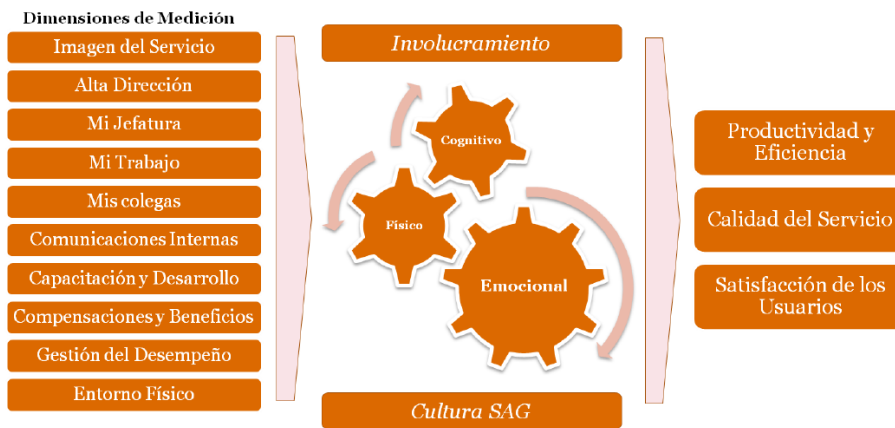 Dimensiones de Medición
Imagen del Servicio
Alta Dirección
Mi Jefatura
Mi Trabajo
Mis colegas
Comunicaciones Internas
Capacitación y Desarrollo
Compensaciones y Beneficios
Gestión del Desempeño
Entorno Físico
Involucramiento
Cognitivo
Físico
Emocional
Cultura SAG
Productividad y
Eficiencia
Calidad del Servicio
Satisfacción de los
Usuarios